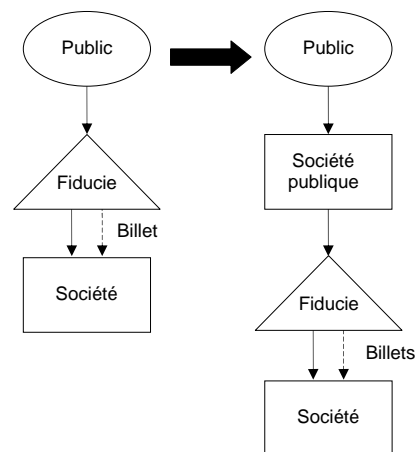 Public
Fiducie
Billet
Société
Public
Société
publique
Fiducie
Billets
Société